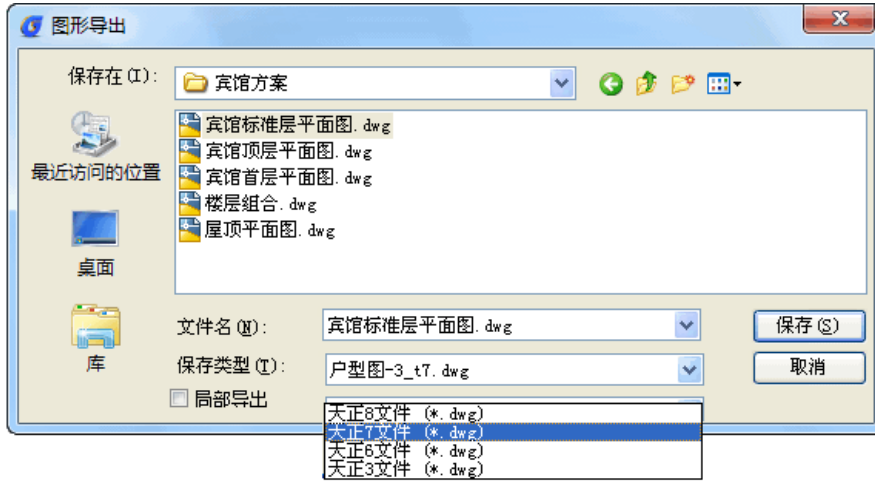 图形导出
保存在(I):
宾馆方案
宾馆标准层平面图.dwg
宾馆顶层平面图.dwg
宾馆首层平面图.dwg
楼层组合.dwg
屋顶平面图.dwg
最近访问的位置
桌面
库
文件名(N):
宾馆标准层平面图.dwg
保存(S)
保存类型(T):
户型图-3_t7.dwg
取消
局部导出
天正8文件 (*.dwg)
天正7文件 (*.dwg)
天正6文件 (*.dwg)
天正3文件 (*.dwg)